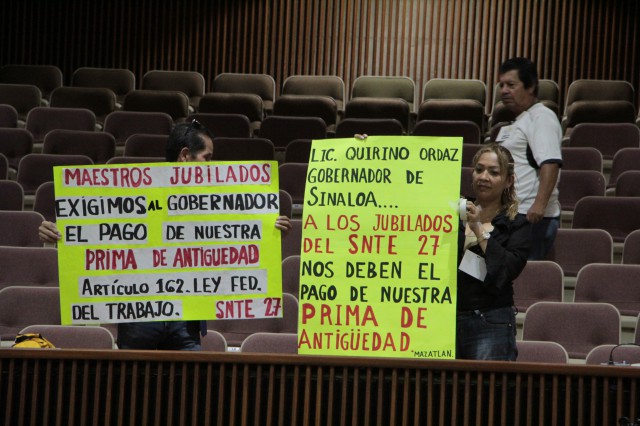 MAESTROS JUBILADOS
EXIGIMOS AL GOBERNADOR
EL PAGO DE NUESTRA
PRIMA DE ANTIGUEDAD
ARTÍCULO 162. LEY FED.
DEL TRABAJO. SNTE 27
LIC. QUIRINO ORDAZ
GOBERNADOR DE
SINALOA....
A LOS JUBILADOS
DEL SNTE 27
NOS DEBEN EL
PAGO DE NUESTRA
PRIMA DE
ANTIGÜEDAD
"MAZATLÁN.